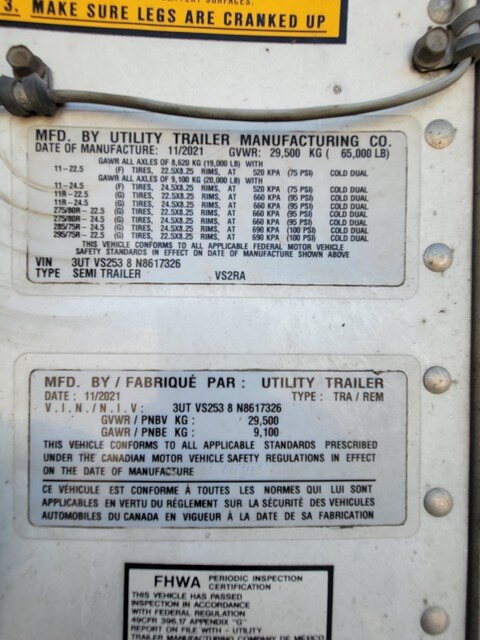 3. MAKE SURE LEGS ARE CRANKED UP
MFD. BY UTILITY TRAILER MANUFACTURING CO.
DATE OF MANUFACTURE: 11/2021 GVWR: 29,500 KG ( 65,000 LB)
GAWR ALL AXLES OF 8,620 KG (19,000 LB) WITH
11-22.5 (F) TIRES, 22.5X8.25 RIMS, AT 520 KPA (75 PSI) COLD DUAL
GAWR ALL AXLES OF 9,100 KG (20,000 LB) WITH
11-24.5 (F) TIRES, 24.5X8.25 RIMS, AT 520 KPA (75 PSI) COLD DUAL
11R-22.5 (G) TIRES, 22.5X8.25 RIMS, AT 660 KPA (95 PSI) COLD DUAL
11R-24.5 (G) TIRES, 24.5X8.25 RIMS, AT 660 KPA (95 PSI) COLD DUAL
275/80R-22.5 (G) TIRES, 22.5X8.25 RIMS, AT 660 KPA (95 PSI) COLD DUAL
275/80R-24.5 (G) TIRES, 24.5X8.25 RIMS, AT 660 KPA (95 PSI) COLD DUAL
285/75R-24.5 (G) TIRES, 24.5X8.25 RIMS, AT 690 KPA (100 PSI) COLD DUAL
295/75R-22.5 (G) TIRES, 22.5X8.25 RIMS, AT 690 KPA (100 PSI) COLD DUAL
THIS VEHICLE CONFORMS TO ALL APPLICABLE FEDERAL MOTOR VEHICLE
SAFETY STANDARDS IN EFFECT ON DATE OF MANUFACTURE SHOWN ABOVE
VIN 3UT VS253 8 N8617326
TYPE SEMI TRAILER VS2RA
MFD. BY / FABRIQUÉ PAR: UTILITY TRAILER
DATE : 11/2021 TYPE: TRA / REM
V.I.N./N.I.V: 3UT VS253 8 N8617326
GVWR / PNBV KG : 29,500
GAWR / PNBE KG : 9,100
THIS VEHICLE CONFORMS TO ALL APPLICABLE STANDARDS PRESCRIBED
UNDER THE CANADIAN MOTOR VEHICLE SAFETY REGULATIONS IN EFFECT
ON THE DATE OF MANUFACTURE
CE VÉHICULE EST CONFORME À TOUTES LES NORMES QUI LUI SONT
APPLICABLES EN VERTU DU RÉGLEMENT SUR LA SÉCURITÉ DES VEHICULES
AUTOMOBILES DU CANADA EN VIGUEUR À LA DATE DE SA FABRICATION
FHWA PERIODIC INSPECTION
CERTIFICATION
THIS VEHICLE HAS PASSED
INSPECTION IN ACCORDANCE
WITH FEDERAL REGULATION
49CFR 396.17 APPENDIX "G"
REPORT ON FILE WITH - UTILITY
TRAILER MANUFACTURING COMPANY DE MEXICO